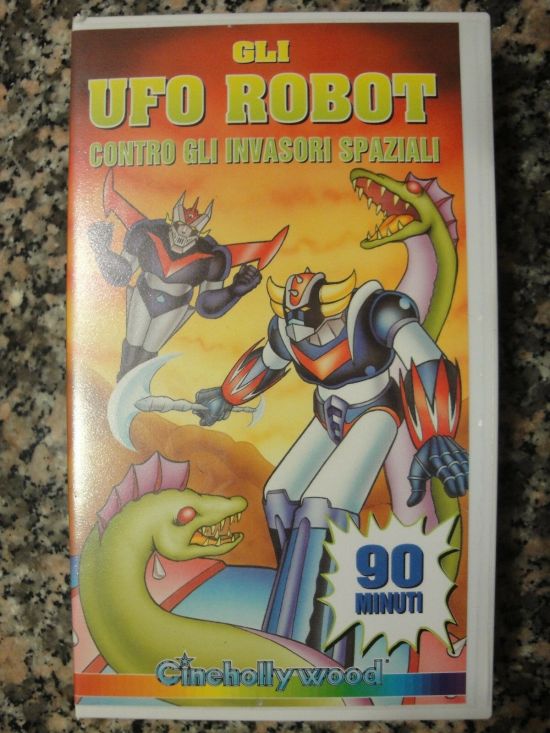 GLI
UFO ROBOT
CONTRO GLI INVASORI SPAZIALI
90
MINUTI
Cinehollywood